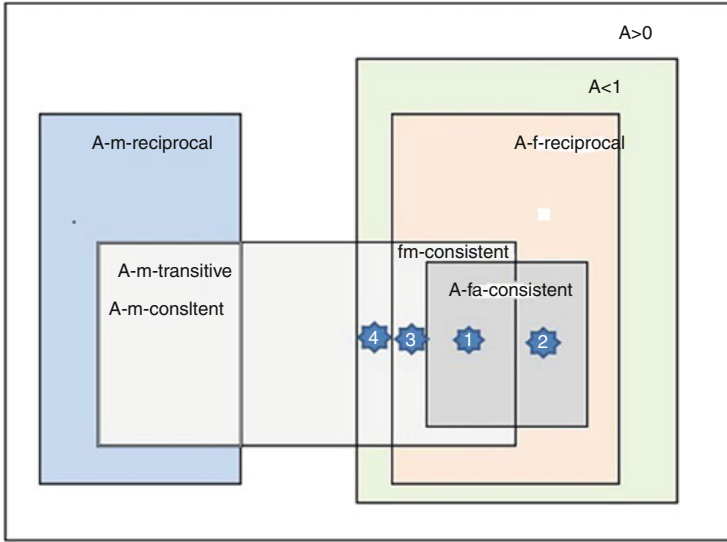 A>0
A<1
A-m-reciprocal
A-f-reciprocal
fm-consistent
A-m-transitive
A-fa-consistent
A-m-consltent
4
3
1
2